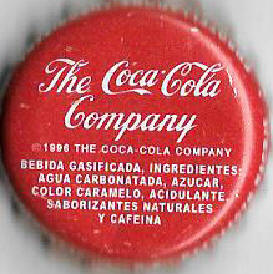 The Coca-Cola
Company
©1996 THE COCA-COLA COMPANY
BEBIDA GASIFICADA, INGREDIENTES:
AGUA CARBONATADA, AZUCAR,
COLOR CARAMELO, ACIDULANTE,
SABORIZANTES NATURALES
Y CAFEINA